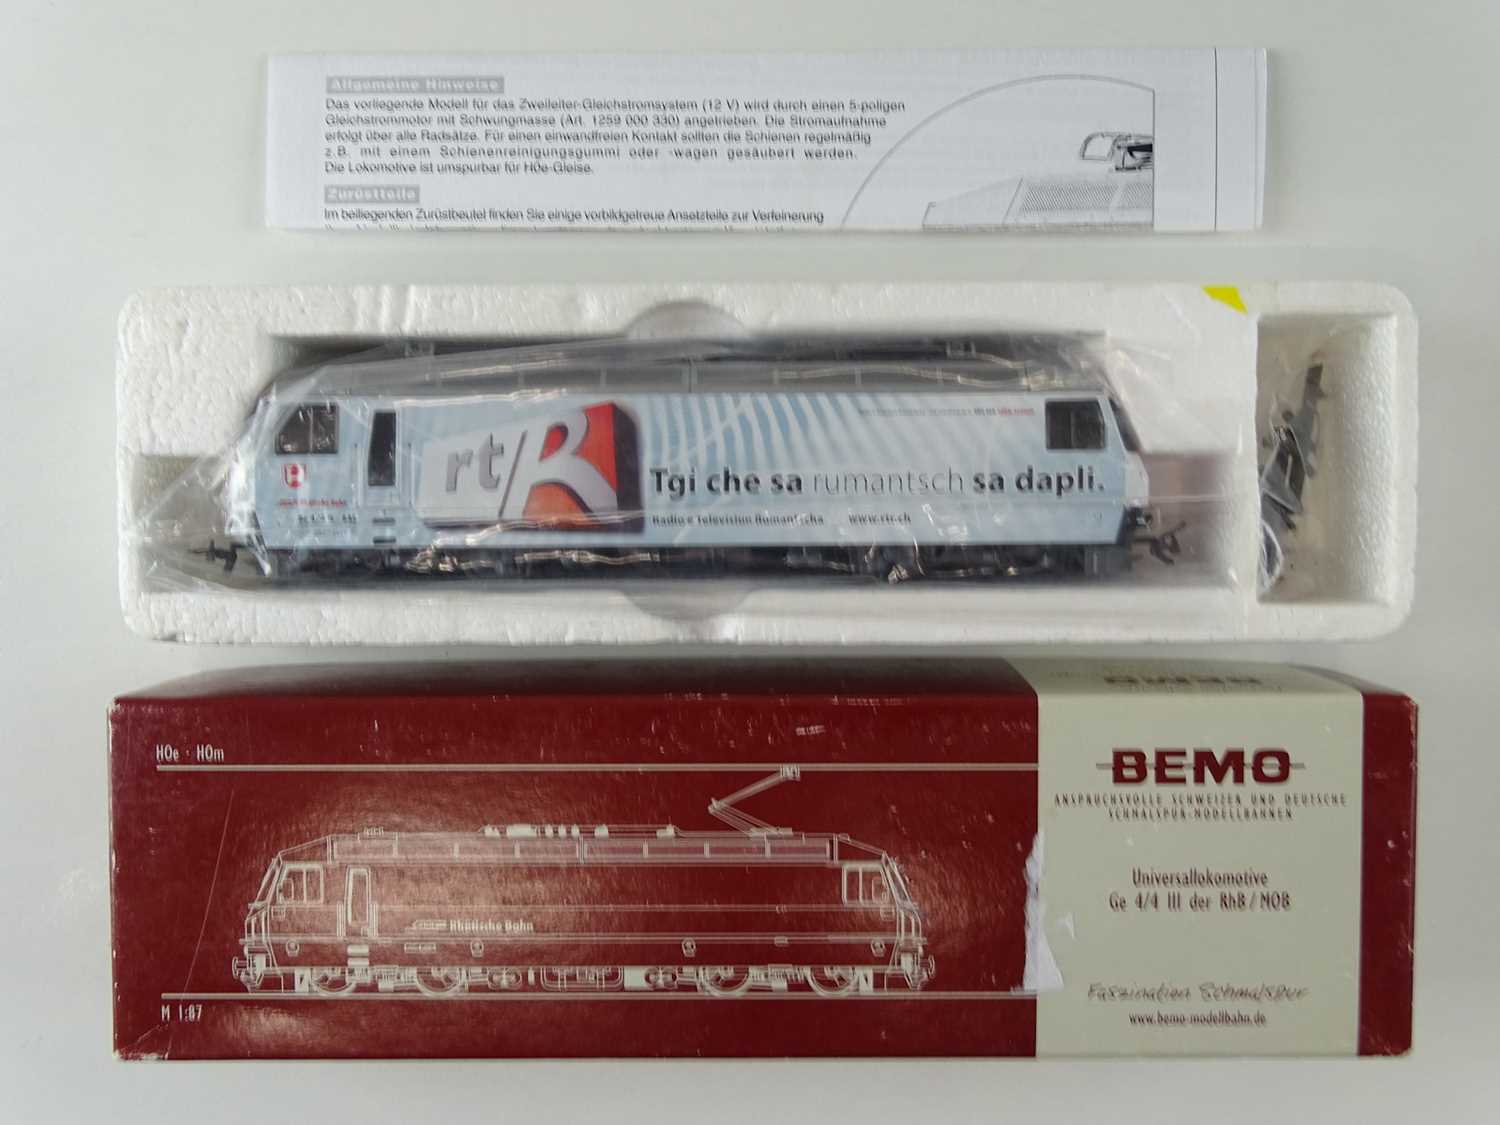 Allgemeine Hinweise
Das vorliegende Modell für das Zweileiter-Gleichstromsystem (12 V) wird durch einen 5-poligen
Gleichstrommotor mit Schwungmasse (Art. 1259 000 330) angetrieben. Die Stromaufnahme
erfolgt über alle Radsätze. Für einen einwandfreien Kontakt sollten die Schienen regelmäßig
z.B. mit einem Schienenreinigungsgummi oder -wagen gesäubert werden.
Die Lokomotive ist umspurbar für H0e-Gleise.
Zurüstteile
Im beiliegenden Zurüstbeutel finden Sie einige vorbildgetreue Ansetzteile zur Verfeinerung
rtR
Tgi che sa rumantsch sa dapli.
Radio e Televisiun Rumantscha www.rtr.ch
H0e · H0m
BEMO
ANSPRUCHSVOLLE SCHWEIZER UND DEUTSCHE
SCHMALSPUR-MODELLBAHNEN
Universallokomotive
Ge 4/4 III der RhB/MOB
Rhätische Bahn
Faszination Schmalspur
www.bemo-modellbahn.de
M 1:87